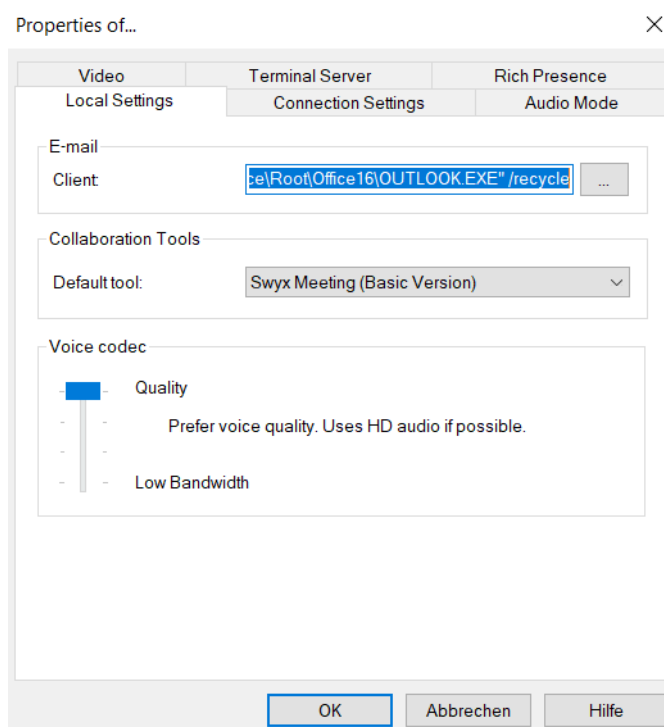 Properties of...
Video Terminal Server Rich Presence
Local Settings Connection Settings Audio Mode
E-mail
Client: ce\Root\Office16\OUTLOOK.EXE" /recycle ...
Collaboration Tools
Default tool: Swyx Meeting (Basic Version)
Voice codec
Quality
Prefer voice quality. Uses HD audio if possible.
Low Bandwidth
OK Abbrechen Hilfe